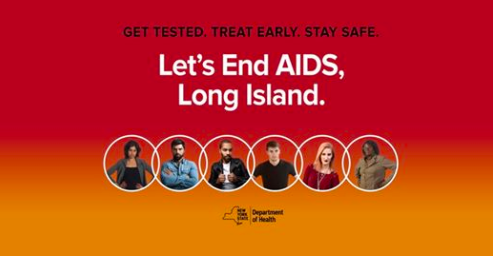 GET TESTED. TREAT EARLY. STAY SAFE.
Let's End AIDS,
Long Island.
NEW
YORK
STATE
Department
of Health